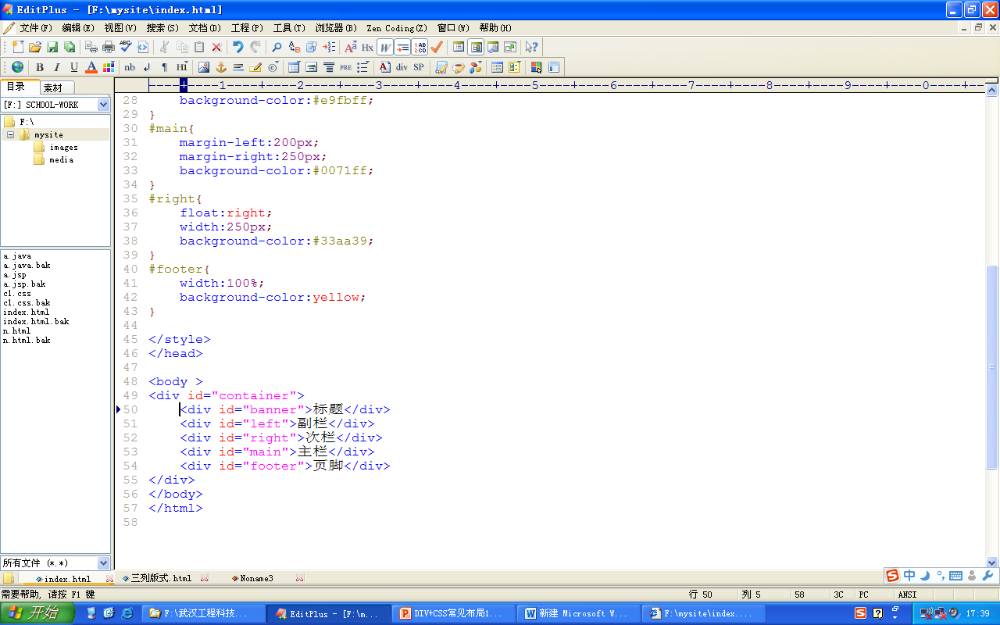 EditPlus - [F:\mysite\index.html]
文件(F) 编辑(E) 视图(V) 搜索(S) 文档(D) 工程(P) 工具(T) 浏览器(B) Zen Coding(Z) 窗口(W) 帮助(H)
Hx W
B I U A nb ¶ HI PRE A div SP
目录 素材
[F:] SCHOOL-WORK
F:\
mysite
images
media
a.java
a.java.bak
a.jsp
a.jsp.bak
c1.css
c1.css.bak
index.html
index.html.bak
n.html
n.html.bak
所有文件 (*.*)
----+----1----+----2----+----3----+----4----+----5----+----6----+----7----+----8----+----9----+----0----+--
28 background-color:#e9fbff;
29 }
30 #main{
31 margin-left:200px;
32 margin-right:250px;
33 background-color:#0071ff;
34 }
35 #right{
36 float:right;
37 width:250px;
38 background-color:#33aa39;
39 }
40 #footer{
41 width:100%;
42 background-color:yellow;
43 }
44
45 </style>
46 </head>
47
48 <body >
49 <div id="container">
50 <div id="banner">标题</div>
51 <div id="left">副栏</div>
52 <div id="right">次栏</div>
53 <div id="main">主栏</div>
54 <div id="footer">页脚</div>
55 </div>
56 </body>
57 </html>
58
index.html 三列版式.html Noname3
中
需要帮助, 请按 F1 键 行 50 列 5 58 3C PC ANSI
开始 F:\武汉工程科技... EditPlus - [F:\m... DIV+CSS常见布局1... 新建 Microsoft W... F:\mysite\index.... 17:39